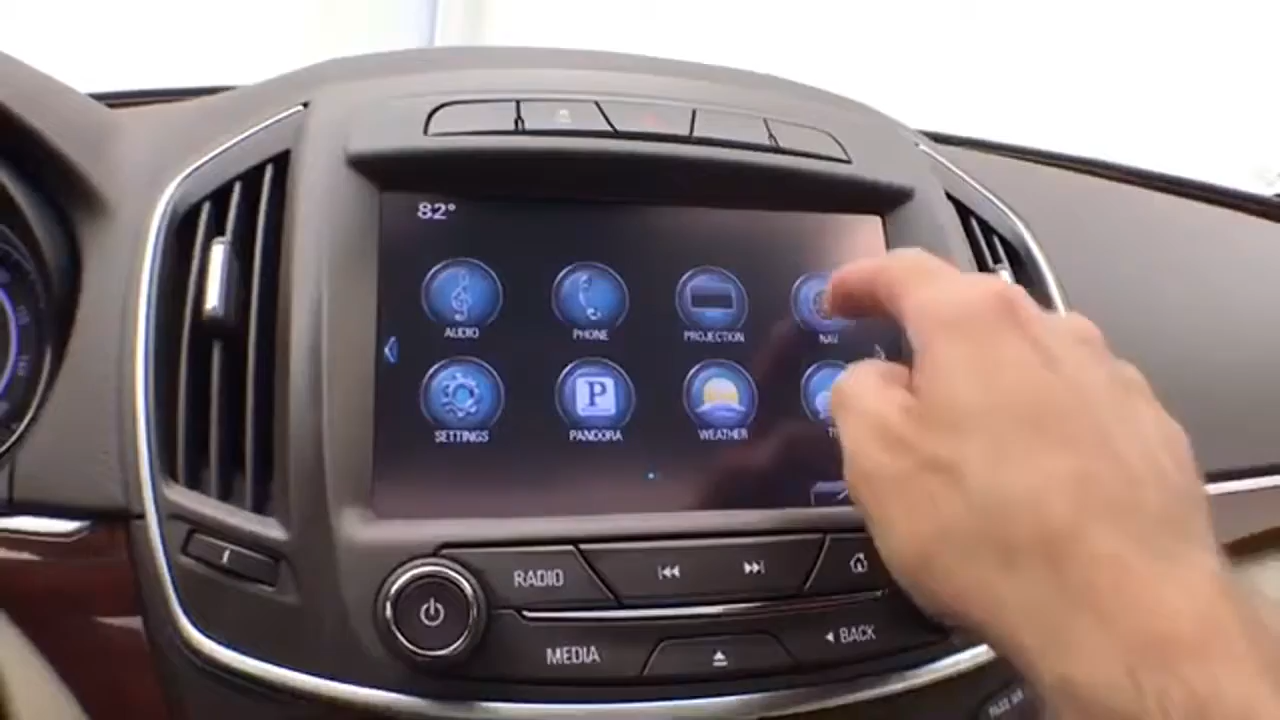 82°
AUDIO PHONE PROJECTION NAV
SETTINGS P PANDORA WEATHER
RADIO
MEDIA
BACK